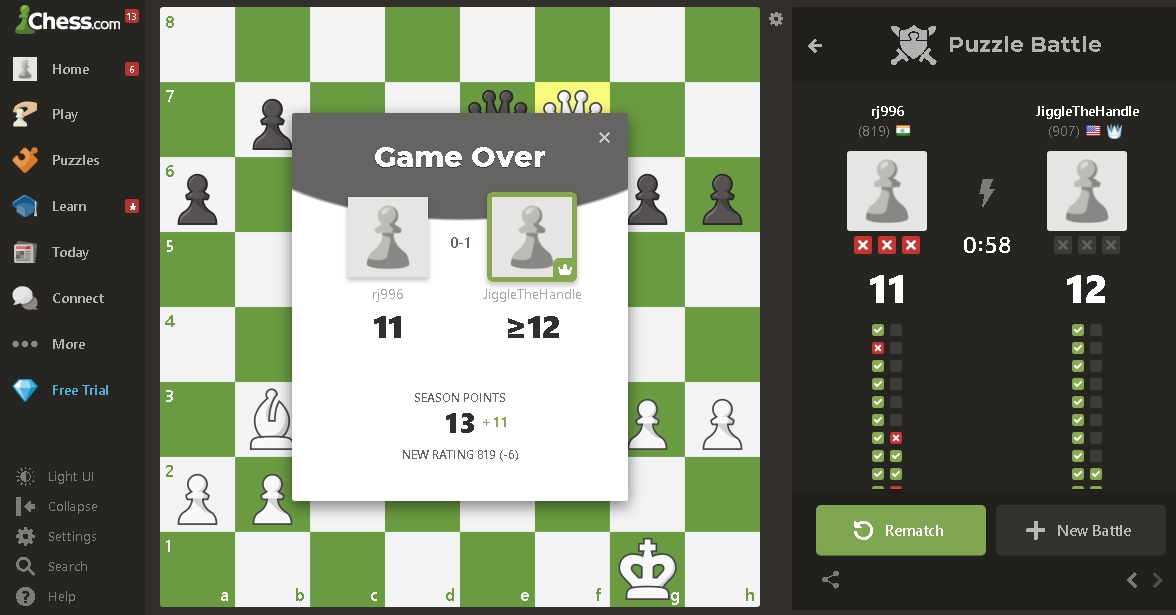 Chess.com 13
Home 6
Play
Puzzles
Learn
Today
Connect
More
Free Trial
Light UI
Collapse
Settings
Search
Help
8
7
6
5
4
3
2
1
a b c d e f g h
Game Over
0-1
rj996 JiggleTheHandle
11 ≥12
SEASON POINTS
13 +11
NEW RATING 819 (-6)
Puzzle Battle
rj996 JiggleTheHandle
(819) (907)
0:58
11 12
Rematch New Battle